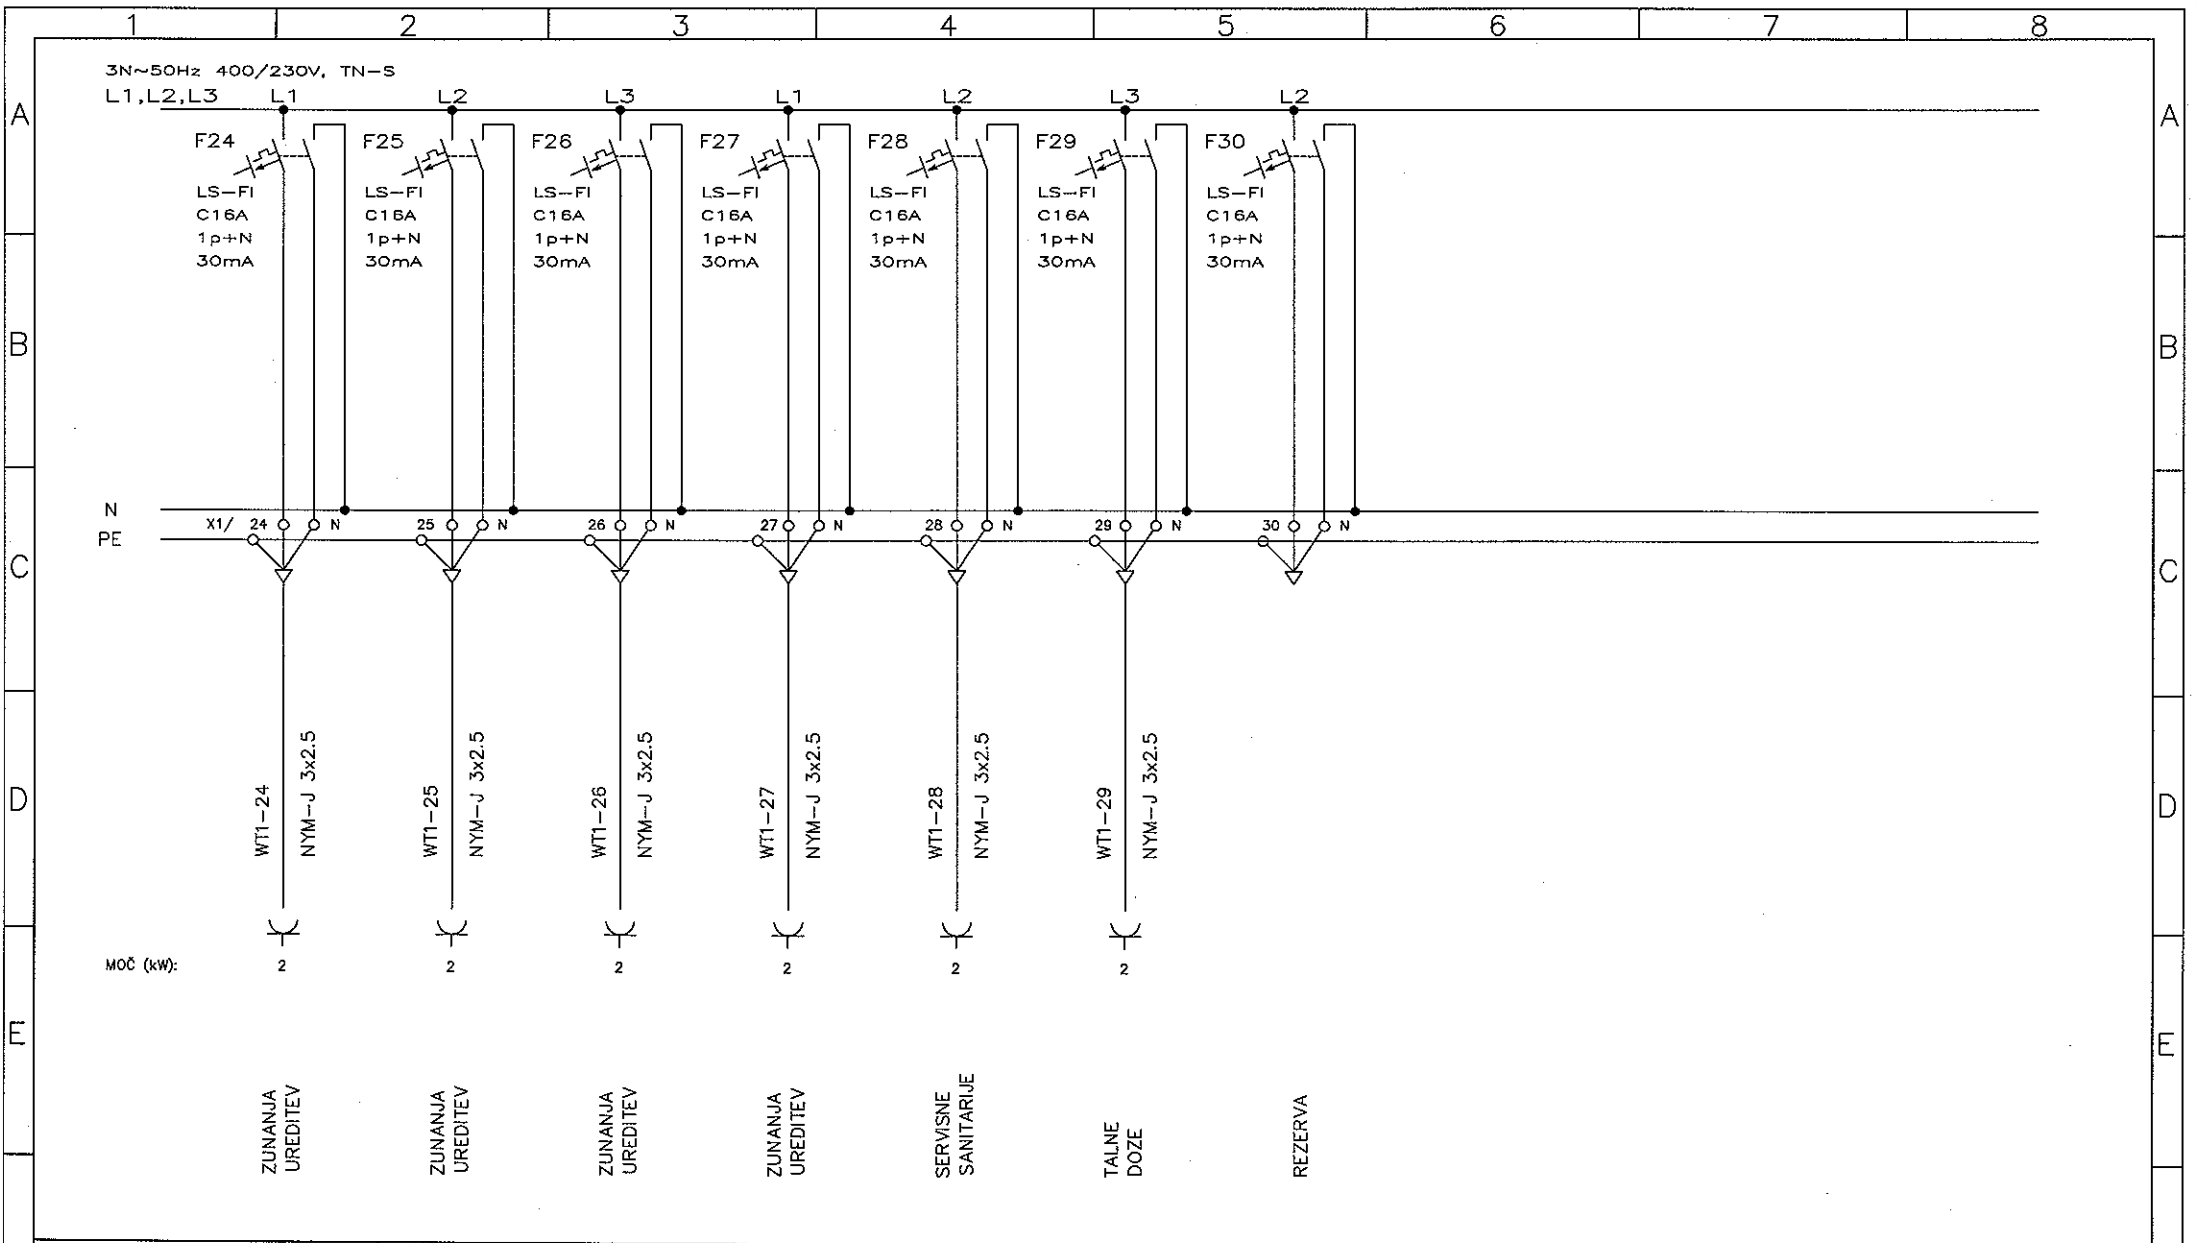 1 2 3 4 5 6 7 8
3N~50Hz 400/230V, TN-S
L1,L2,L3 L1 L2 L3 L1 L2 L3 L2
A A
F24 F25 F26 F27 F28 F29 F30
LS-FI LS-FI LS-FI LS-FI LS-FI LS-FI LS-FI
C16A C16A C16A C16A C16A C16A C16A
1p+N 1p+N 1p+N 1p+N 1p+N 1p+N 1p+N
30mA 30mA 30mA 30mA 30mA 30mA 30mA
B B
N
X1/ 24 N 25 N 26 N 27 N 28 N 29 N 30 N
PE
C C
WT1-24 NYM-J 3x2.5 WT1-25 NYM-J 3x2.5 WT1-26 NYM-J 3x2.5 WT1-27 NYM-J 3x2.5 WT1-28 NYM-J 3x2.5 WT1-29 NYM-J 3x2.5
D D
MOČ (kW): 2 2 2 2 2 2
E E
ZUNANJA
UREDITEV
ZUNANJA
UREDITEV
ZUNANJA
UREDITEV
ZUNANJA
UREDITEV
SERVISNE
SANITARIJE
TALNE
DOZE
REZERVA